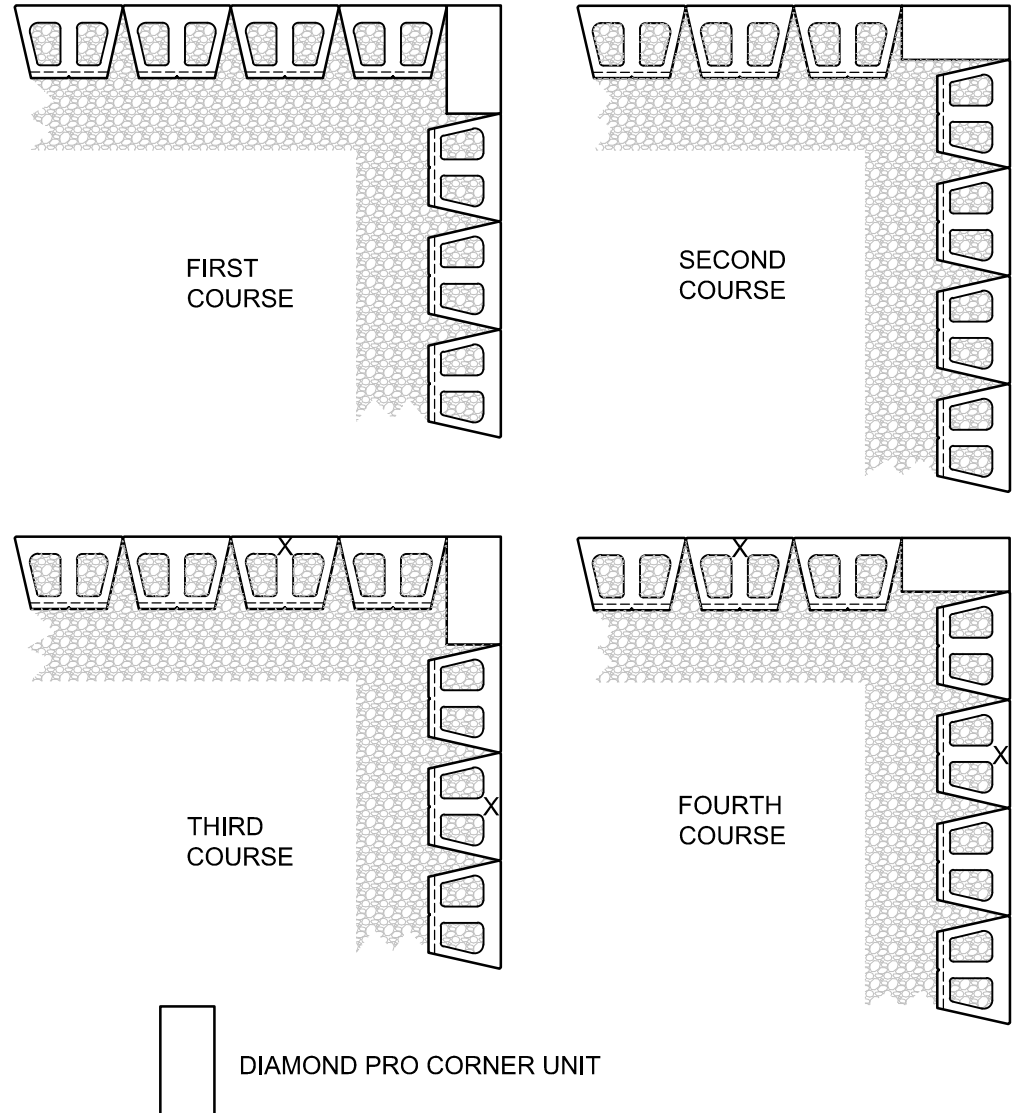 FIRST
COURSE
SECOND
COURSE
X
X
THIRD
COURSE
X
X
FOURTH
COURSE
DIAMOND PRO CORNER UNIT